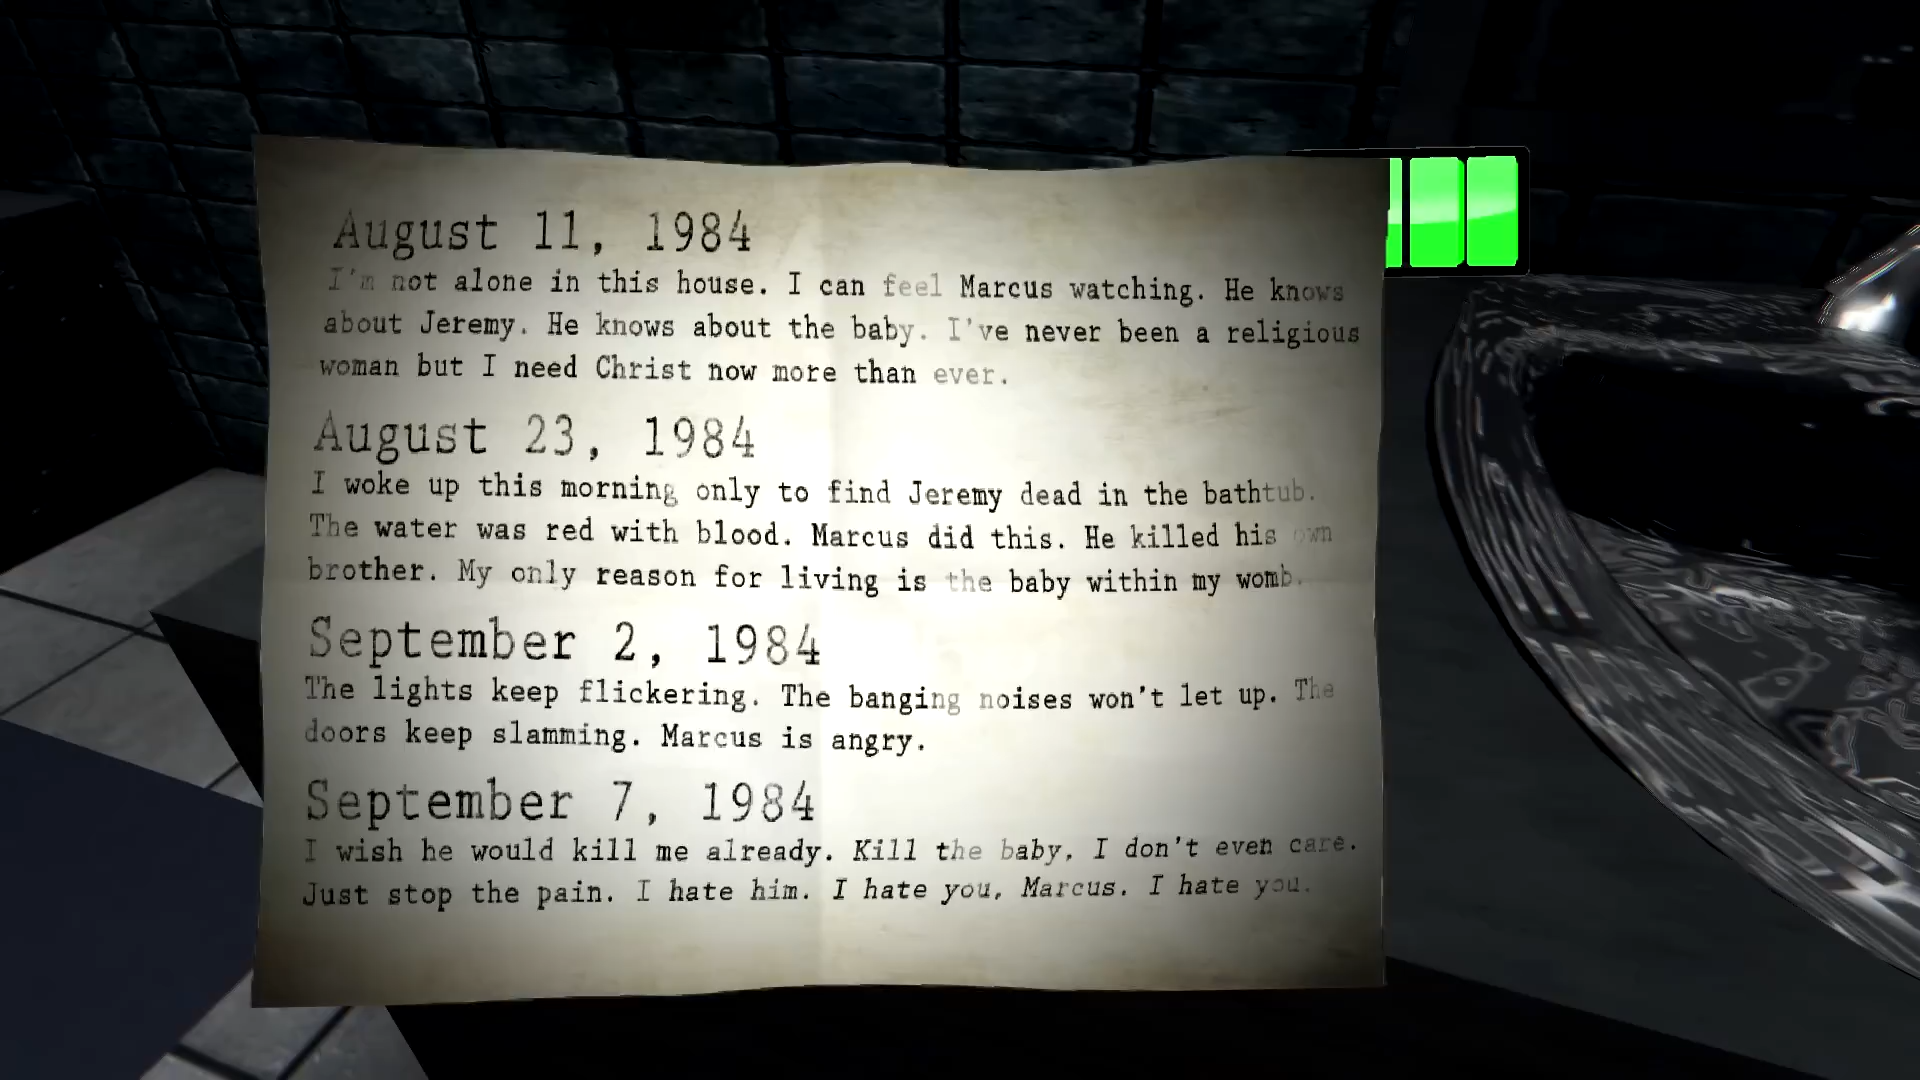 August 11, 1984
I'm not alone in this house. I can feel Marcus watching. He knows
about Jeremy. He knows about the baby. I've never been a religious
woman but I need Christ now more than ever.
August 23, 1984
I woke up this morning only to find Jeremy dead in the bathtub.
The water was red with blood. Marcus did this. He killed his own
brother. My only reason for living is the baby within my womb.
September 2, 1984
The lights keep flickering. The banging noises won't let up. The
doors keep slamming. Marcus is angry.
September 7, 1984
I wish he would kill me already. Kill the baby, I don't even care.
Just stop the pain. I hate him. I hate you, Marcus. I hate you.